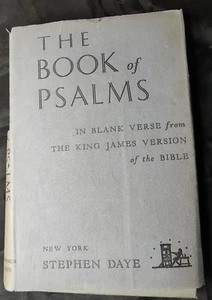 THE
BOOK of
PSALMS
IN BLANK VERSE from
THE KING JAMES VERSION
of the BIBLE
NEW YORK
STEPHEN DAYE
PSALMS